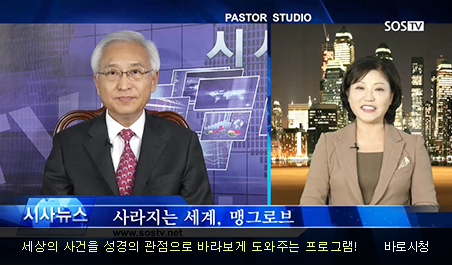 PASTOR STUDIO
SOSTV
시사
시사뉴스
사라지는 세계, 맹그로브
www.sostv.net
세상의 사건을 성경의 관점으로 바라보게 도와주는 프로그램!
바로시청